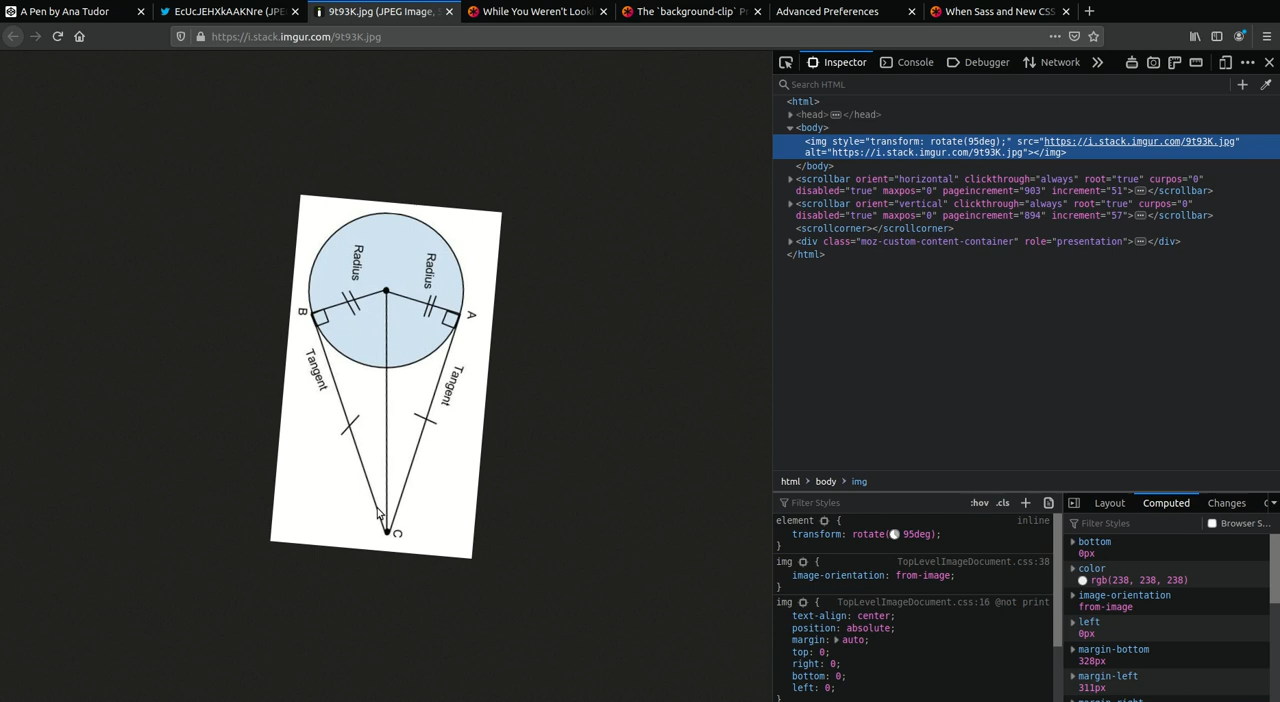 A Pen by Ana Tudor
EcUcJEHXkAAKNre (JPE
9t93K.jpg (JPEG Image,
While You Weren't Looki
The `background-clip` P
Advanced Preferences
When Sass and New CSS
https://i.stack.imgur.com/9t93K.jpg
Inspector
Console
Debugger
Network
Search HTML
<html>
<head></head>
<body>
<img style="transform: rotate(95deg);" src="https://i.stack.imgur.com/9t93K.jpg"
alt="https://i.stack.imgur.com/9t93K.jpg"></img>
</body>
<scrollbar orient="horizontal" clickthrough="always" root="true" curpos="0"
disabled="true" maxpos="0" pageincrement="903" increment="51"></scrollbar>
<scrollbar orient="vertical" clickthrough="always" root="true" curpos="0"
disabled="true" maxpos="0" pageincrement="894" increment="57"></scrollbar>
<scrollcorner></scrollcorner>
<div class="moz-custom-content-container" role="presentation"></div>
</html>
Radius
Radius
B
A
Tangent
Tangent
C
html
body
img
Filter Styles
:hov
.cls
element {
inline
transform: rotate(95deg);
}
img {
TopLevelImageDocument.css:38
image-orientation: from-image;
}
img {
TopLevelImageDocument.css:16 @not print
text-align: center;
position: absolute;
margin: auto;
top: 0;
right: 0;
bottom: 0;
left: 0;
}
Layout
Computed
Changes
Filter Styles
Browser S...
bottom
0px
color
rgb(238, 238, 238)
image-orientation
from-image
left
0px
margin-bottom
328px
margin-left
311px